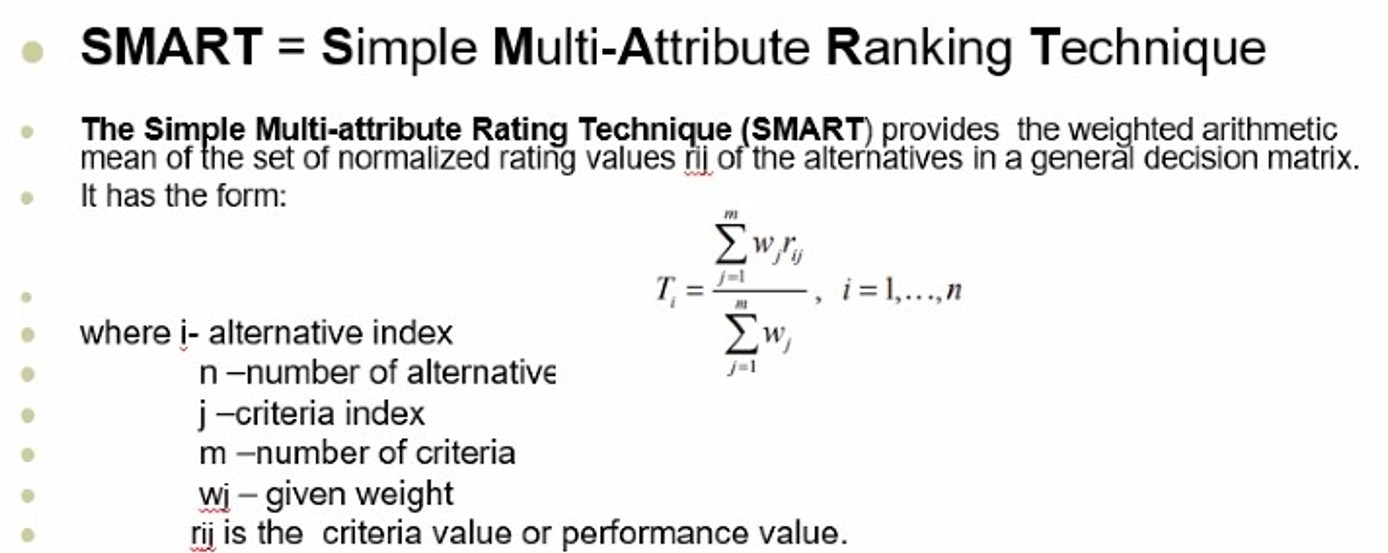 SMART = Simple Multi-Attribute Ranking Technique
The Simple Multi-attribute Rating Technique (SMART) provides the weighted arithmetic
mean of the set of normalized rating values rij of the alternatives in a general decision matrix.
It has the form:
T_i = \frac{\sum_{j=1}^{m} w_j r_{ij}}{\sum_{j=1}^{m} w_j}, i = 1,...,n
where i- alternative index
n –number of alternative
j –criteria index
m –number of criteria
wj – given weight
rij is the criteria value or performance value.